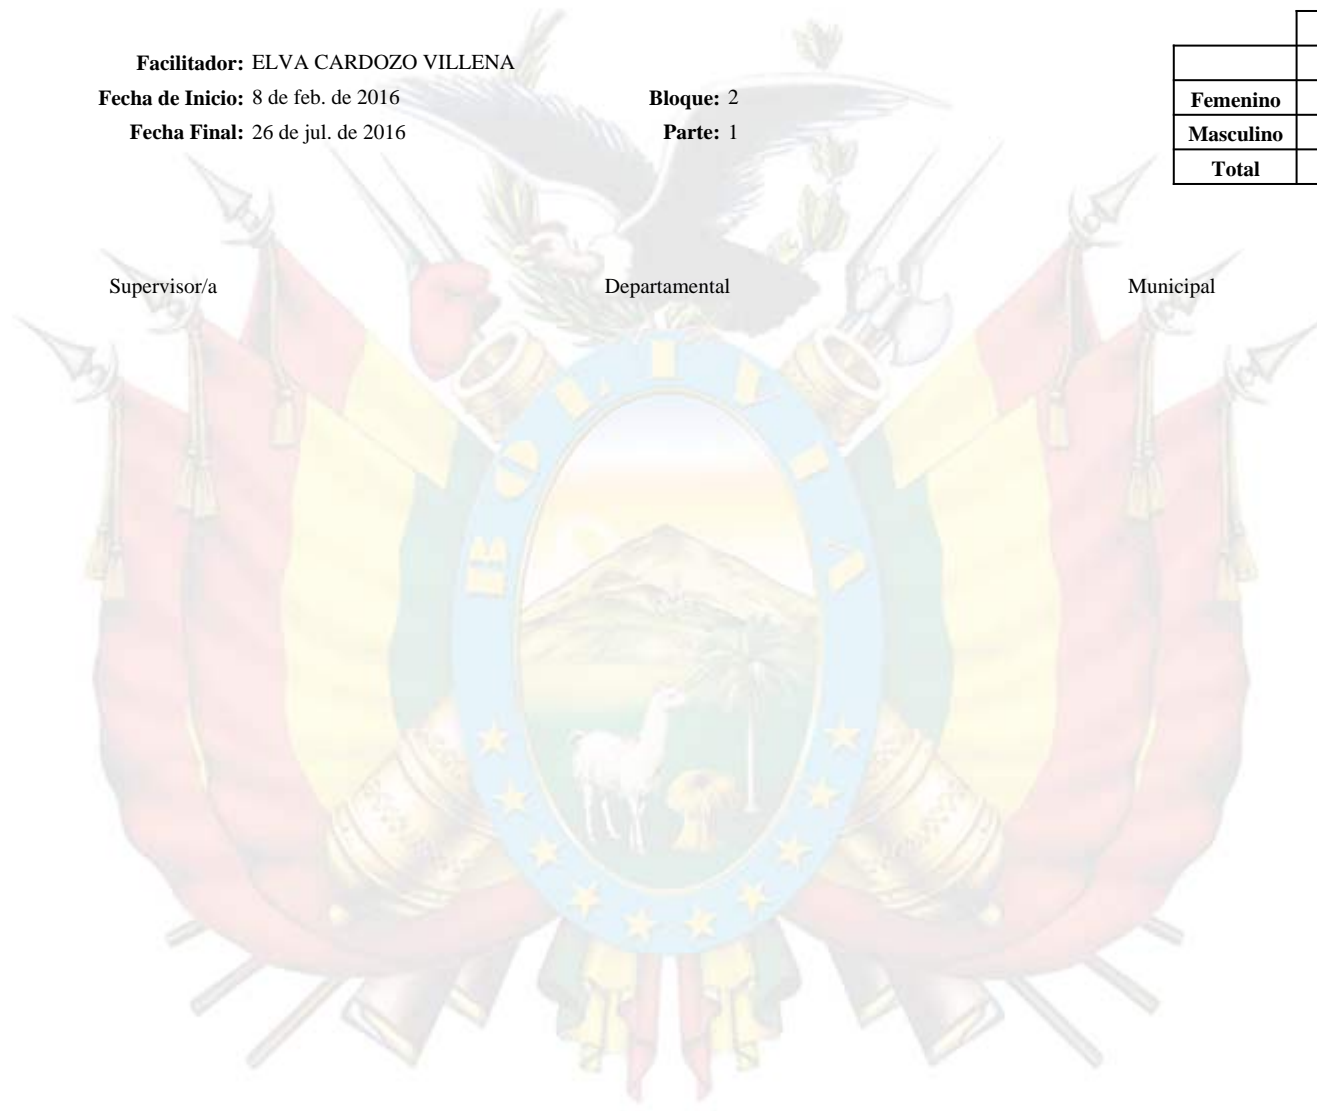 Facilitador: ELVA CARDOZO VILLENA
Fecha de Inicio: 8 de feb. de 2016 Bloque: 2
Fecha Final: 26 de jul. de 2016 Parte: 1
Femenino
Masculino
Total
Supervisor/a Departamental Municipal
BOLIVIA